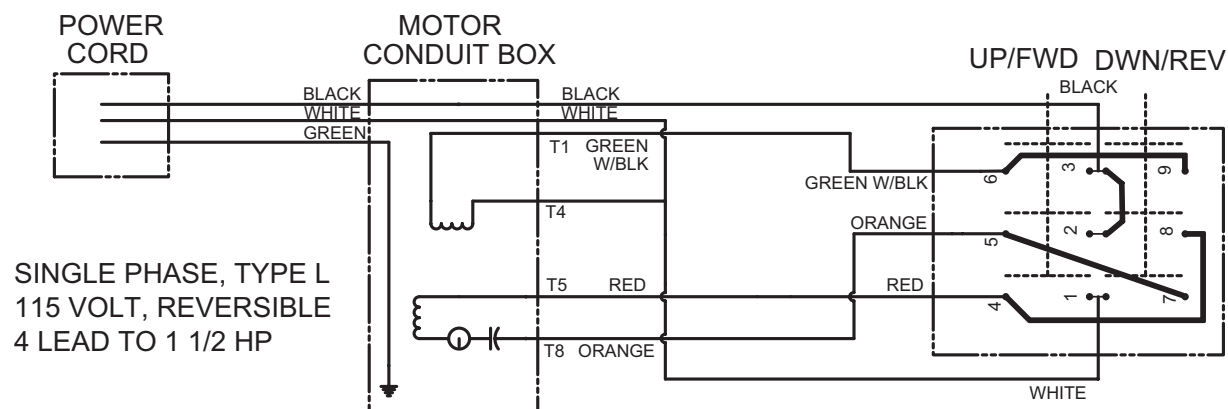 POWER
CORD
MOTOR
CONDUIT BOX
UP/FWD DWN/REV
BLACK
BLACK
BLACK
WHITE
WHITE
GREEN
T1 GREEN
W/BLK
GREEN W/BLK
6
3
9
T4
ORANGE
5
2
8
SINGLE PHASE, TYPE L
115 VOLT, REVERSIBLE
4 LEAD TO 1 1/2 HP
T5 RED
RED
4
1
7
T8 ORANGE
WHITE